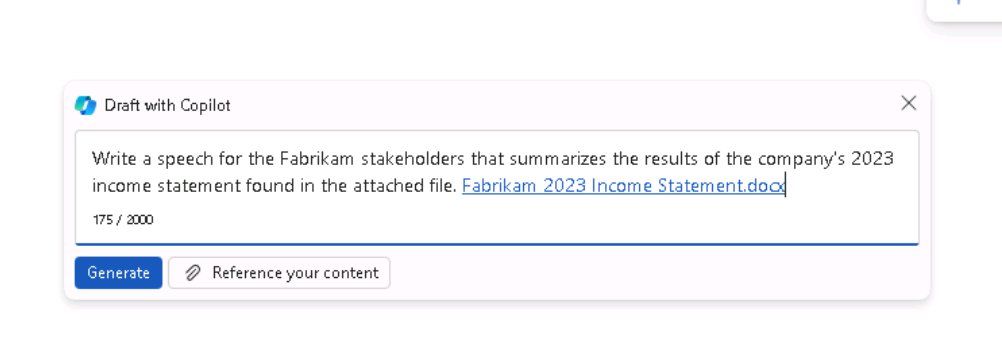 Draft with Copilot
Write a speech for the Fabrikam stakeholders that summarizes the results of the company's 2023
income statement found in the attached file. Fabrikam 2023 Income Statement.docx
175 / 2000
Generate
Reference your content